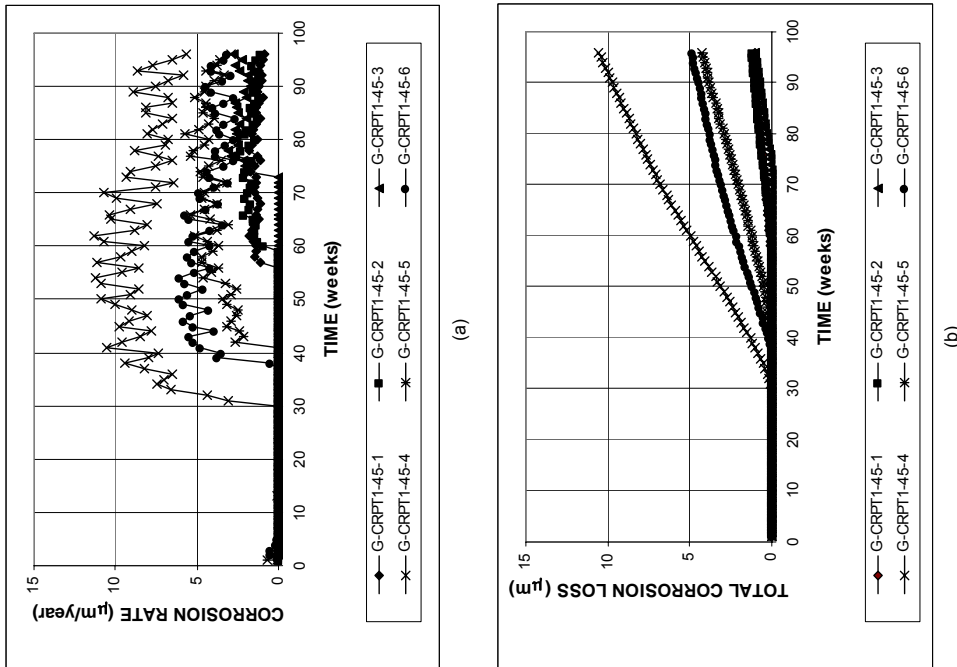 CORROSION RATE (μm/year)
15
10
5
0
0 10 20 30 40 50 60 70 80 90 100
TIME (weeks)
G-CRPT1-45-1 G-CRPT1-45-2 G-CRPT1-45-3
G-CRPT1-45-4 G-CRPT1-45-5 G-CRPT1-45-6
(a)
TOTAL CORROSION LOSS (μm)
15
10
5
0
0 10 20 30 40 50 60 70 80 90 100
TIME (weeks)
G-CRPT1-45-1 G-CRPT1-45-2 G-CRPT1-45-3
G-CRPT1-45-4 G-CRPT1-45-5 G-CRPT1-45-6
(b)